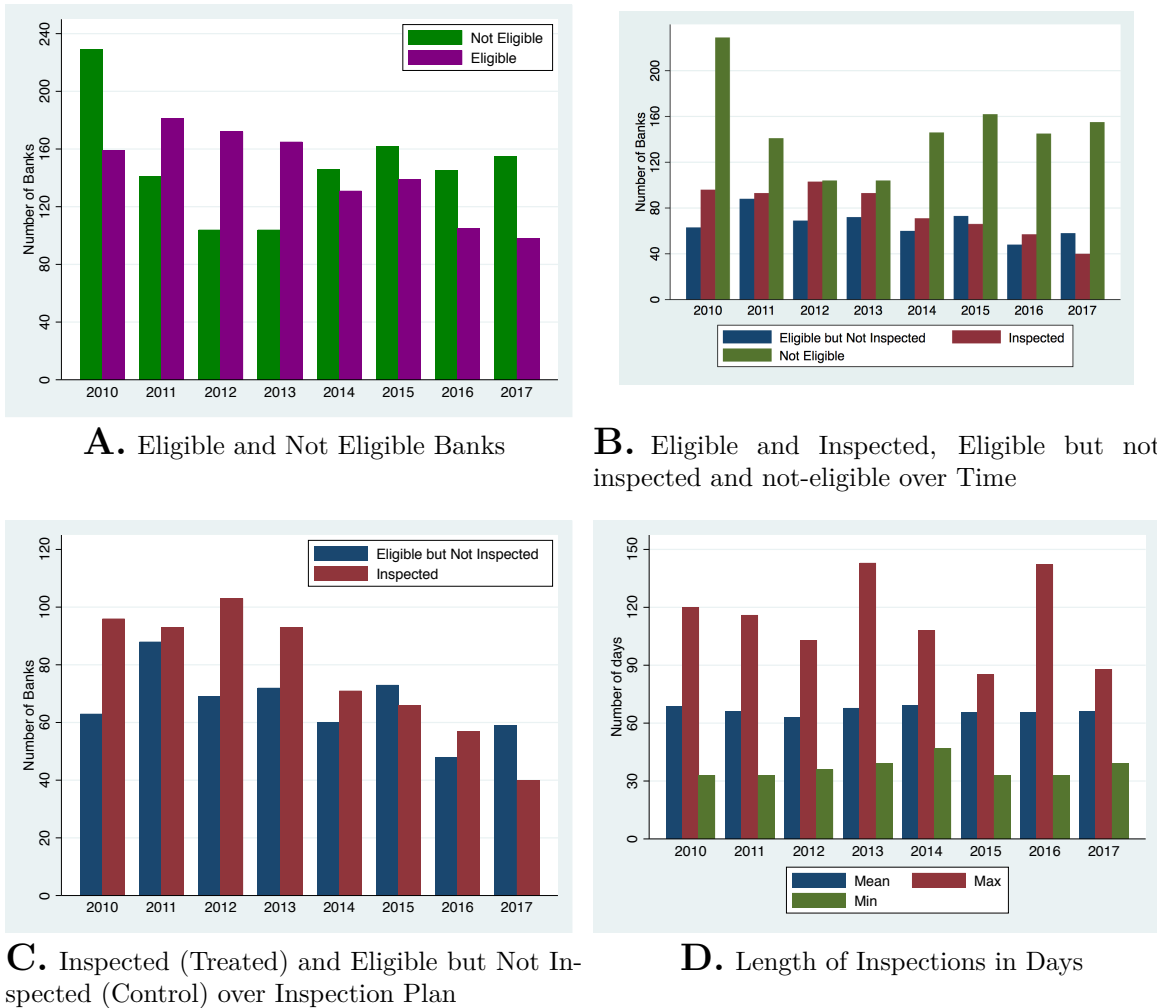 240
200
160
120
80
40
0
Number of Banks
Not Eligible
Eligible
2010 2011 2012 2013 2014 2015 2016 2017
A. Eligible and Not Eligible Banks
200
160
120
80
40
0
Number of Banks
2010 2011 2012 2013 2014 2015 2016 2017
Eligible but Not Inspected Inspected
Not Eligible
B. Eligible and Inspected, Eligible but not
inspected and not-eligible over Time
120
100
80
60
40
20
0
Number of Banks
Eligible but Not Inspected
Inspected
2010 2011 2012 2013 2014 2015 2016 2017
C. Inspected (Treated) and Eligible but Not In-
spected (Control) over Inspection Plan
150
120
90
60
30
0
Number of days
2010 2011 2012 2013 2014 2015 2016 2017
Mean Max
Min
D. Length of Inspections in Days